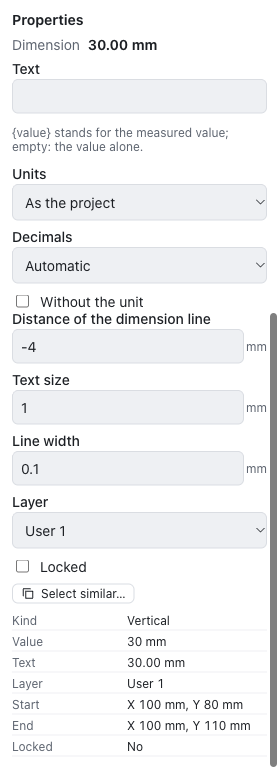 Properties
Dimension 30.00 mm
Text
{value} stands for the measured value;
empty: the value alone.
Units
As the project
Decimals
Automatic
Without the unit
Distance of the dimension line
-4 mm
Text size
1 mm
Line width
0.1 mm
Layer
User 1
Locked
Select similar...
Kind Vertical
Value 30 mm
Text 30.00 mm
Layer User 1
Start X 100 mm, Y 80 mm
End X 100 mm, Y 110 mm
Locked No